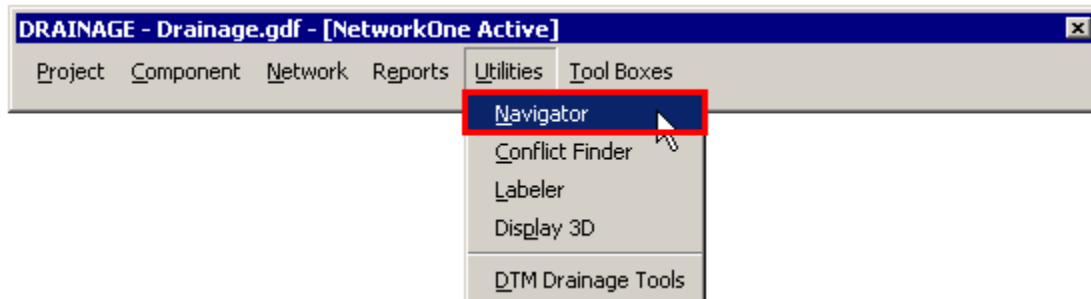 DRAINAGE - Drainage.gdf - [NetworkOne Active]
Project Component Network Reports Utilities Tool Boxes
Navigator
Conflict Finder
Labeler
Display 3D
DTM Drainage Tools